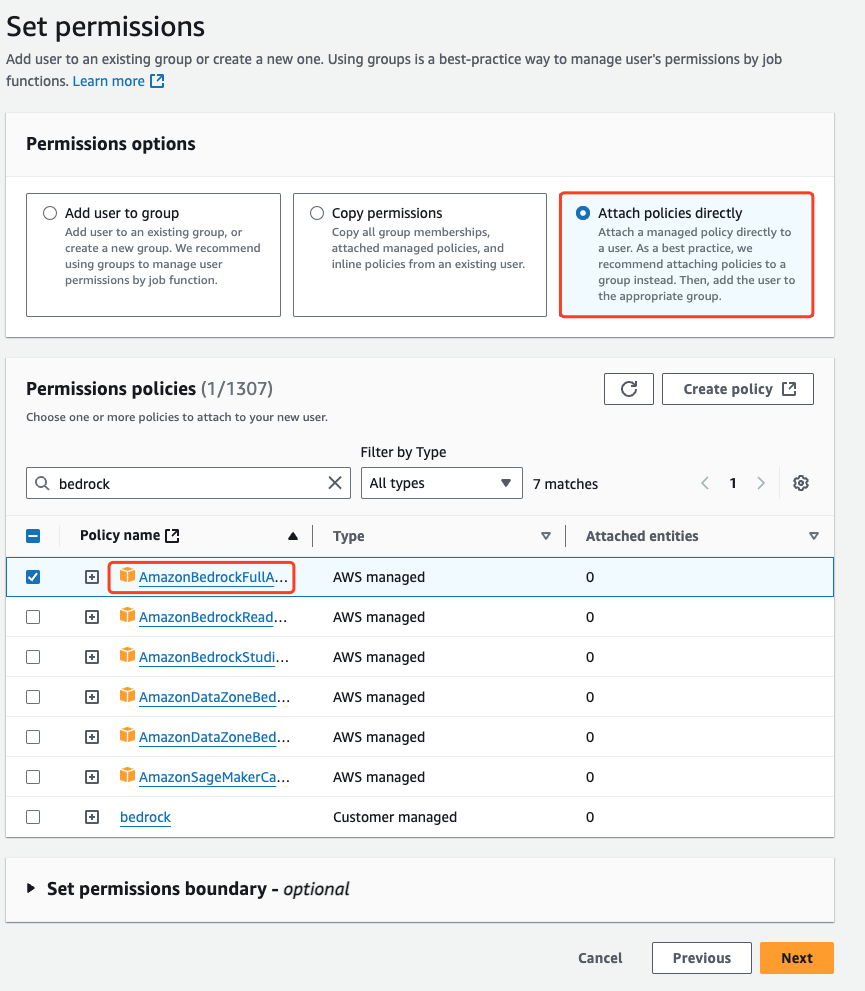 Set permissions
Add user to an existing group or create a new one. Using groups is a best-practice way to manage user's permissions by job
functions. Learn more
Permissions options
Add user to group
Add user to an existing group, or
create a new group. We recommend
using groups to manage user
permissions by job function.
Copy permissions
Copy all group memberships,
attached managed policies, and
inline policies from an existing user.
Attach policies directly
Attach a managed policy directly to
a user. As a best practice, we
recommend attaching policies to a
group instead. Then, add the user to
the appropriate group.
Permissions policies (1/1307)
Create policy
Choose one or more policies to attach to your new user.
Filter by Type
bedrock
All types
7 matches
1
Policy name
Type
Attached entities
AmazonBedrockFullA... AWS managed 0
AmazonBedrockRead... AWS managed 0
AmazonBedrockStudi... AWS managed 0
AmazonDataZoneBed... AWS managed 0
AmazonDataZoneBed... AWS managed 0
AmazonSageMakerCa... AWS managed 0
bedrock Customer managed 0
Set permissions boundary - optional
Cancel
Previous
Next